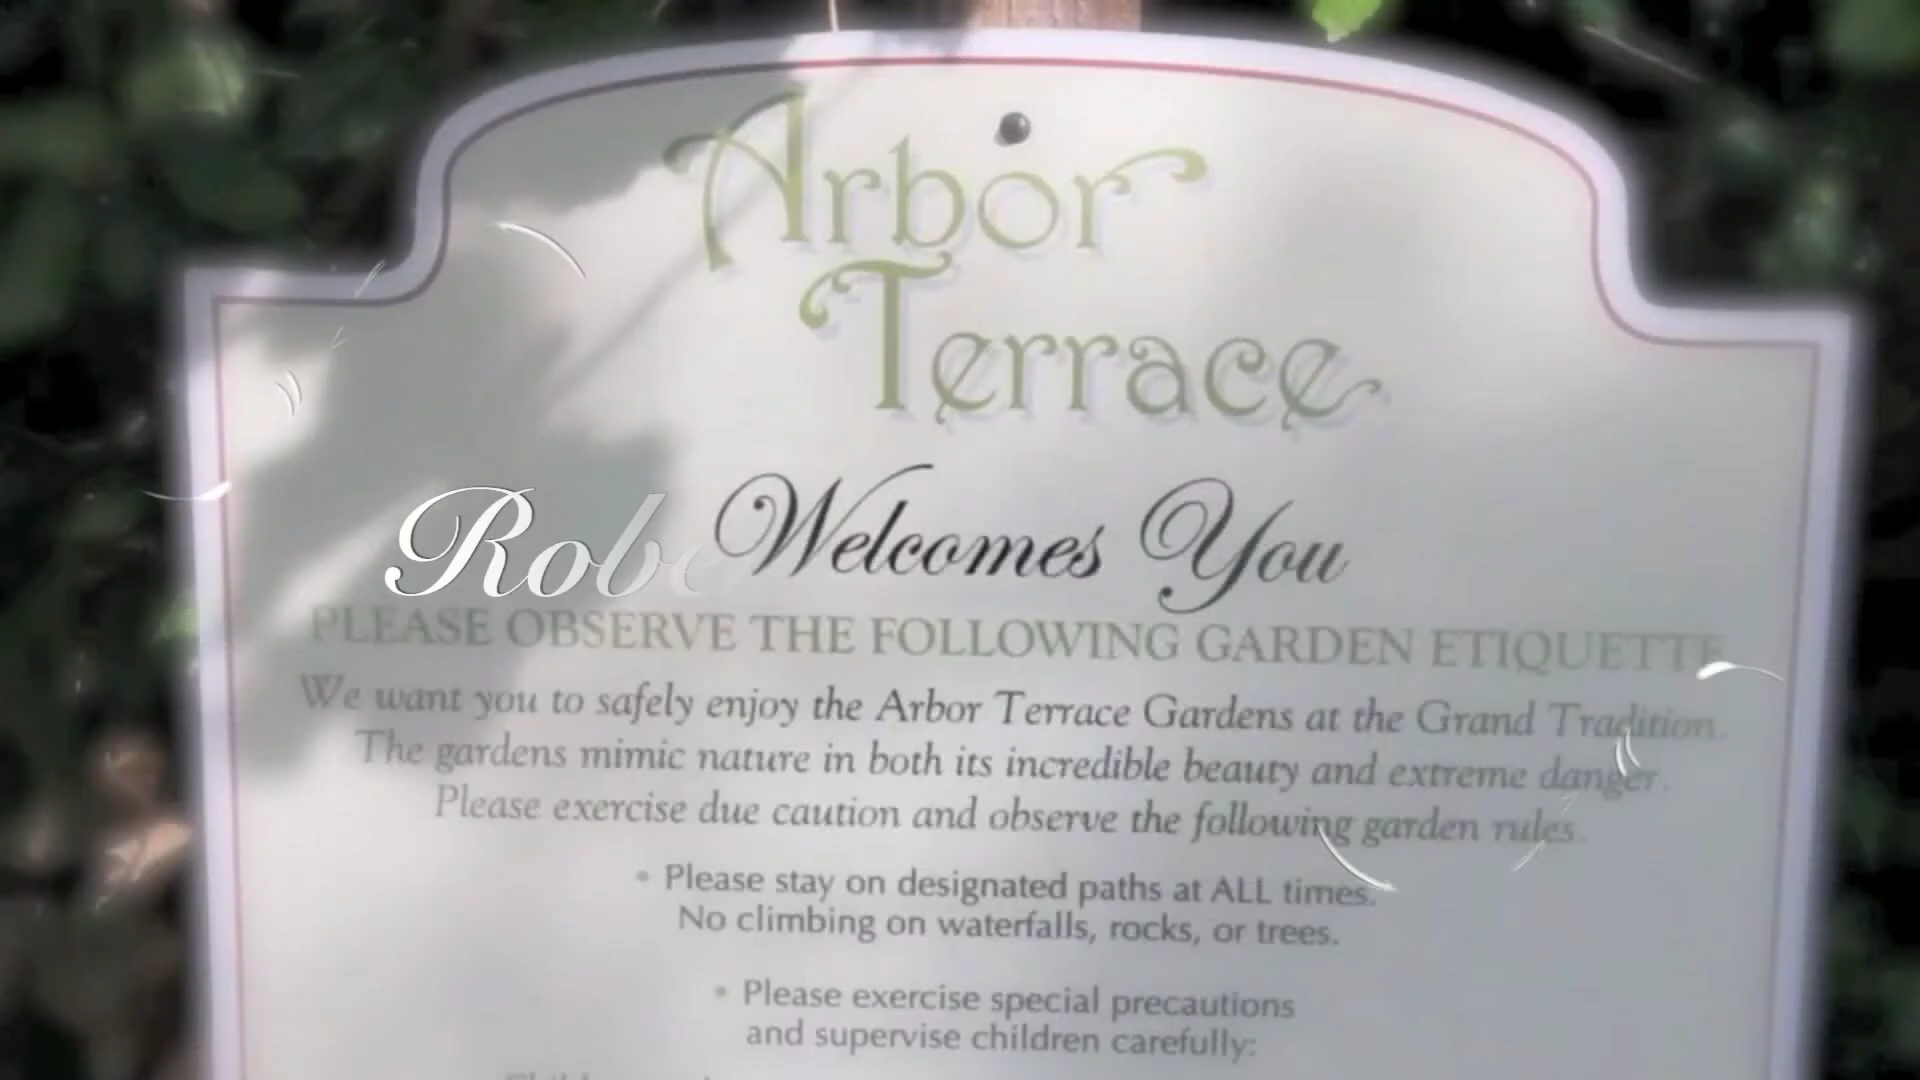 Arbor
Terrace
Welcomes You
PLEASE OBSERVE THE FOLLOWING GARDEN ETIQUETTE
We want you to safely enjoy the Arbor Terrace Gardens at the Grand Tradition.
The gardens mimic nature in both its incredible beauty and extreme danger.
Please exercise due caution and observe the following garden rules.
• Please stay on designated paths at ALL times.
No climbing on waterfalls, rocks, or trees.
• Please exercise special precautions
and supervise children carefully: